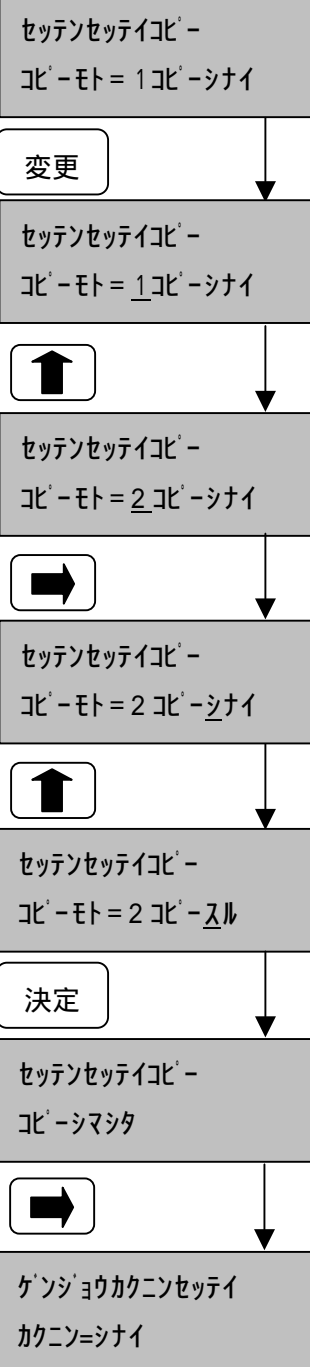 ｾｯﾃﾝｾｯﾃｲｺﾋﾟｰ
ｺﾋﾟｰﾓﾄ = 1ｺﾋﾟｰｼﾅｲ
変更
ｾｯﾃﾝｾｯﾃｲｺﾋﾟｰ
ｺﾋﾟｰﾓﾄ = 1 ｺﾋﾟｰｼﾅｲ
ｾｯﾃﾝｾｯﾃｲｺﾋﾟｰ
ｺﾋﾟｰﾓﾄ = 2 ｺﾋﾟｰｼﾅｲ
ｾｯﾃﾝｾｯﾃｲｺﾋﾟｰ
ｺﾋﾟｰﾓﾄ = 2 ｺﾋﾟｰｼﾅｲ
ｾｯﾃﾝｾｯﾃｲｺﾋﾟｰ
ｺﾋﾟｰﾓﾄ = 2 ｺﾋﾟｰｽﾙ
決定
ｾｯﾃﾝｾｯﾃｲｺﾋﾟｰ
ｺﾋﾟｰｼﾏｼﾀ
ｹﾞﾝｼﾞｮｳｶｸﾆﾝｾｯﾃｲ
ｶｸﾆﾝ=ｼﾅｲ